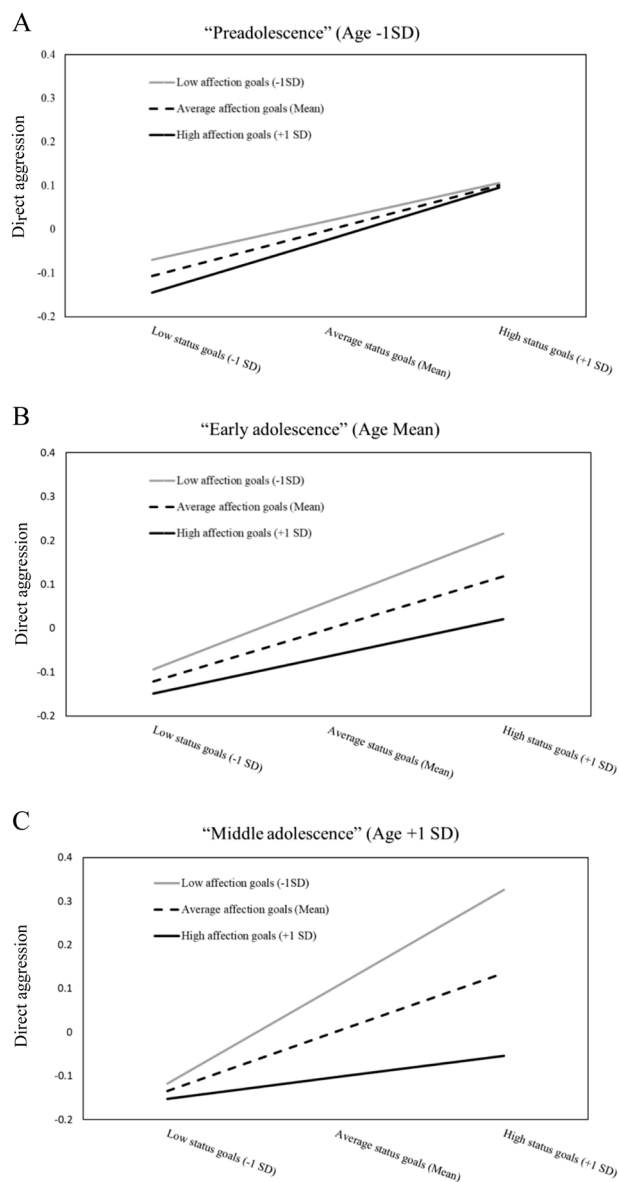 A
“Preadolescence” (Age -1SD)
0.4
0.3
0.2
0.1
0
-0.1
-0.2
Direct aggression
Low affection goals (-1SD)
Average affection goals (Mean)
High affection goals (+1 SD)
Low status goals (-1 SD)
Average status goals (Mean)
High status goals (+1 SD)
B
“Early adolescence” (Age Mean)
0.4
0.3
0.2
0.1
0
-0.1
-0.2
Direct aggression
Low affection goals (-1SD)
Average affection goals (Mean)
High affection goals (+1 SD)
Low status goals (-1 SD)
Average status goals (Mean)
High status goals (+1 SD)
C
“Middle adolescence” (Age +1 SD)
0.4
0.3
0.2
0.1
0
-0.1
-0.2
Direct aggression
Low affection goals (-1SD)
Average affection goals (Mean)
High affection goals (+1 SD)
Low status goals (-1 SD)
Average status goals (Mean)
High status goals (+1 SD)